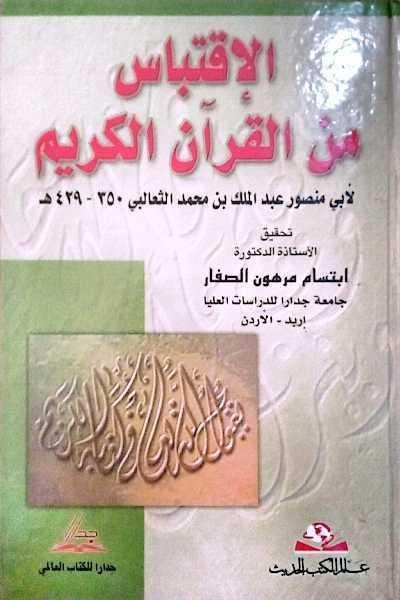 الإقتباس
من القرآن الكريم
لأبي منصور عبد الملك بن محمد الثعالبي ٣٥٠ - ٤٢٩ هـ
تحقيق
الأستاذة الدكتورة
ابتسام مرهون الصفار
جامعة جدارا للدراسات العليا
إربد - الأردن
جدارا
جدارا للكتاب العالمي
عالم الكتب الحديث